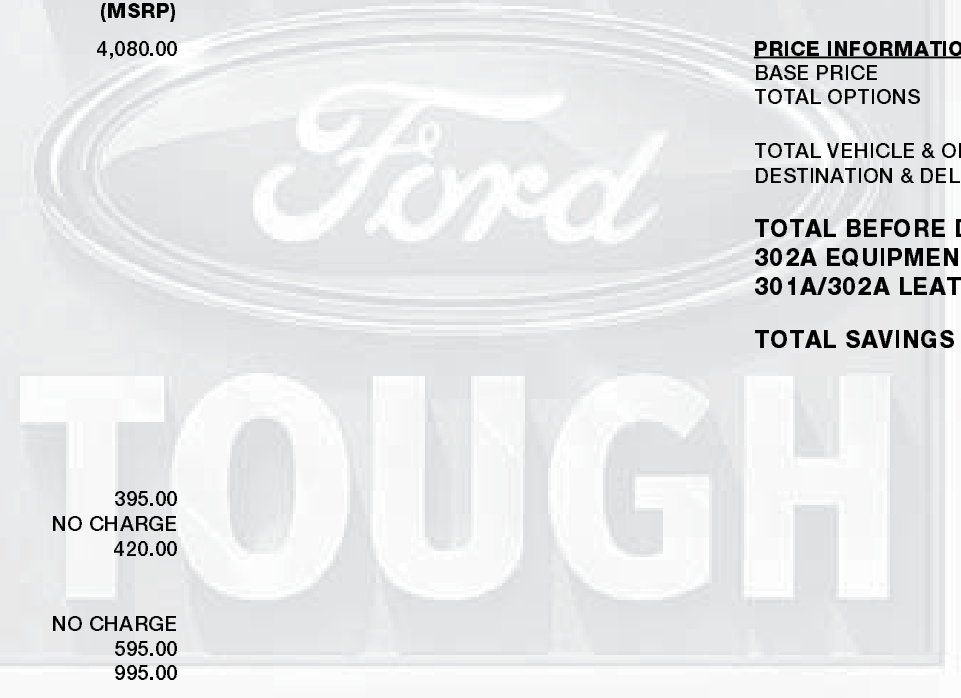 (MSRP)
4,080.00
PRICE INFORMATIO
BASE PRICE
TOTAL OPTIONS
TOTAL VEHICLE &
DESTINATION & DEL
TOTAL BEFORE
302A EQUIPMEN
301A/302A LEAT
TOTAL SAVINGS
Ford
TOUGH
395.00
NO CHARGE
420.00
NO CHARGE
595.00
995.00